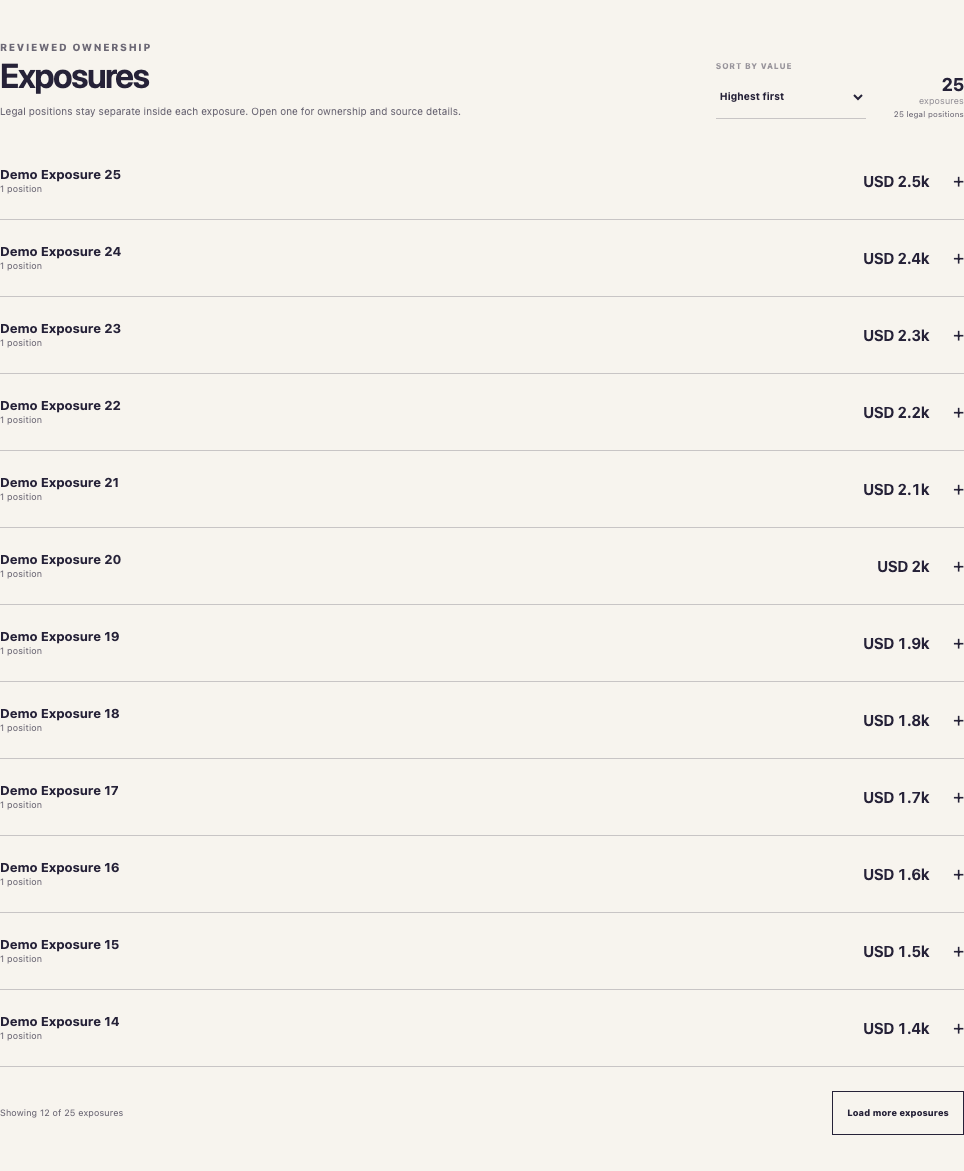 REVIEWED OWNERSHIP
Exposures
Legal positions stay separate inside each exposure. Open one for ownership and source details.
SORT BY VALUE
Highest first
25
exposures
25 legal positions
Demo Exposure 25
1 position
USD 2.5k +
Demo Exposure 24
1 position
USD 2.4k +
Demo Exposure 23
1 position
USD 2.3k +
Demo Exposure 22
1 position
USD 2.2k +
Demo Exposure 21
1 position
USD 2.1k +
Demo Exposure 20
1 position
USD 2k +
Demo Exposure 19
1 position
USD 1.9k +
Demo Exposure 18
1 position
USD 1.8k +
Demo Exposure 17
1 position
USD 1.7k +
Demo Exposure 16
1 position
USD 1.6k +
Demo Exposure 15
1 position
USD 1.5k +
Demo Exposure 14
1 position
USD 1.4k +
Showing 12 of 25 exposures
Load more exposures